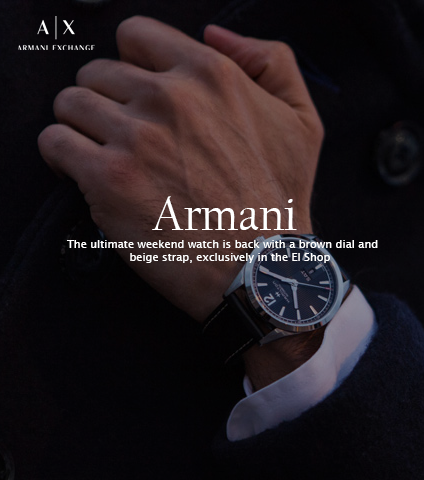 A|X
ARMANI EXCHANGE
Armani
The ultimate weekend watch is back with a brown dial and
beige strap, exclusively in the El Shop